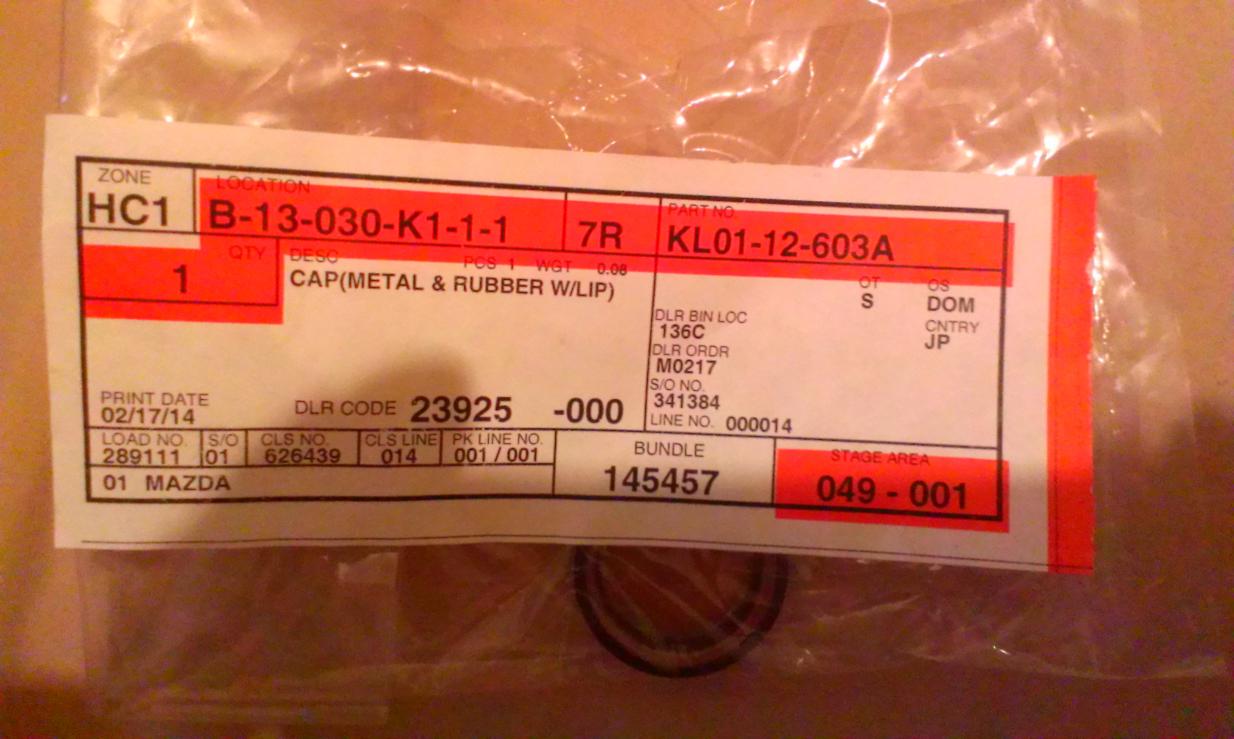 ZONE LOCATION PART NO.
HC1 B-13-030-K1-1-1 7R KL01-12-603A
QTY DESC PCS 1 WGT 0.08 OT OS
1 CAP(METAL & RUBBER W/LIP) S DOM
DLR BIN LOC CNTRY
136C JP
DLR ORDR
M0217
S/O NO.
341384
PRINT DATE
02/17/14 DLR CODE 23925 -000 LINE NO. 000014
LOAD NO. S/O CLS NO. CLS LINE PK LINE NO. BUNDLE STAGE AREA
289111 01 626439 014 001 / 001
01 MAZDA 145457 049 - 001